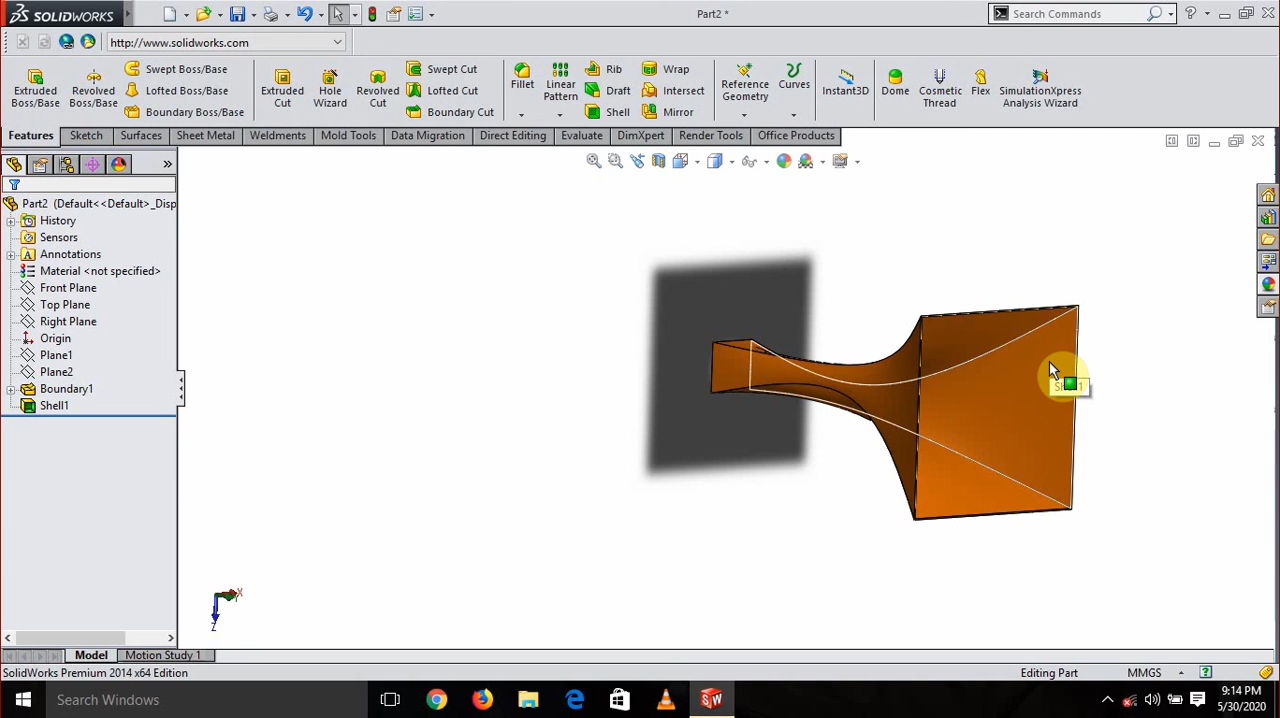 SOLIDWORKS
Part2 *
Search Commands
http://www.solidworks.com
Extruded Boss/Base
Revolved Boss/Base
Swept Boss/Base
Lofted Boss/Base
Boundary Boss/Base
Extruded Cut
Hole Wizard
Revolved Cut
Swept Cut
Lofted Cut
Boundary Cut
Fillet
Linear Pattern
Rib
Draft
Shell
Wrap
Intersect
Mirror
Reference Geometry
Curves
Instant3D
Dome
Cosmetic Thread
Flex
SimulationXpress Analysis Wizard
Features
Sketch
Surfaces
Sheet Metal
Weldments
Mold Tools
Data Migration
Direct Editing
Evaluate
DimXpert
Render Tools
Office Products
Part2 (Default<<Default>_Disp
History
Sensors
Annotations
Material <not specified>
Front Plane
Top Plane
Right Plane
Origin
Plane1
Plane2
Boundary1
Shell1
X
Z
Model
Motion Study 1
SolidWorks Premium 2014 x64 Edition
Editing Part
MMGS
Search Windows
9:14 PM
5/30/2020